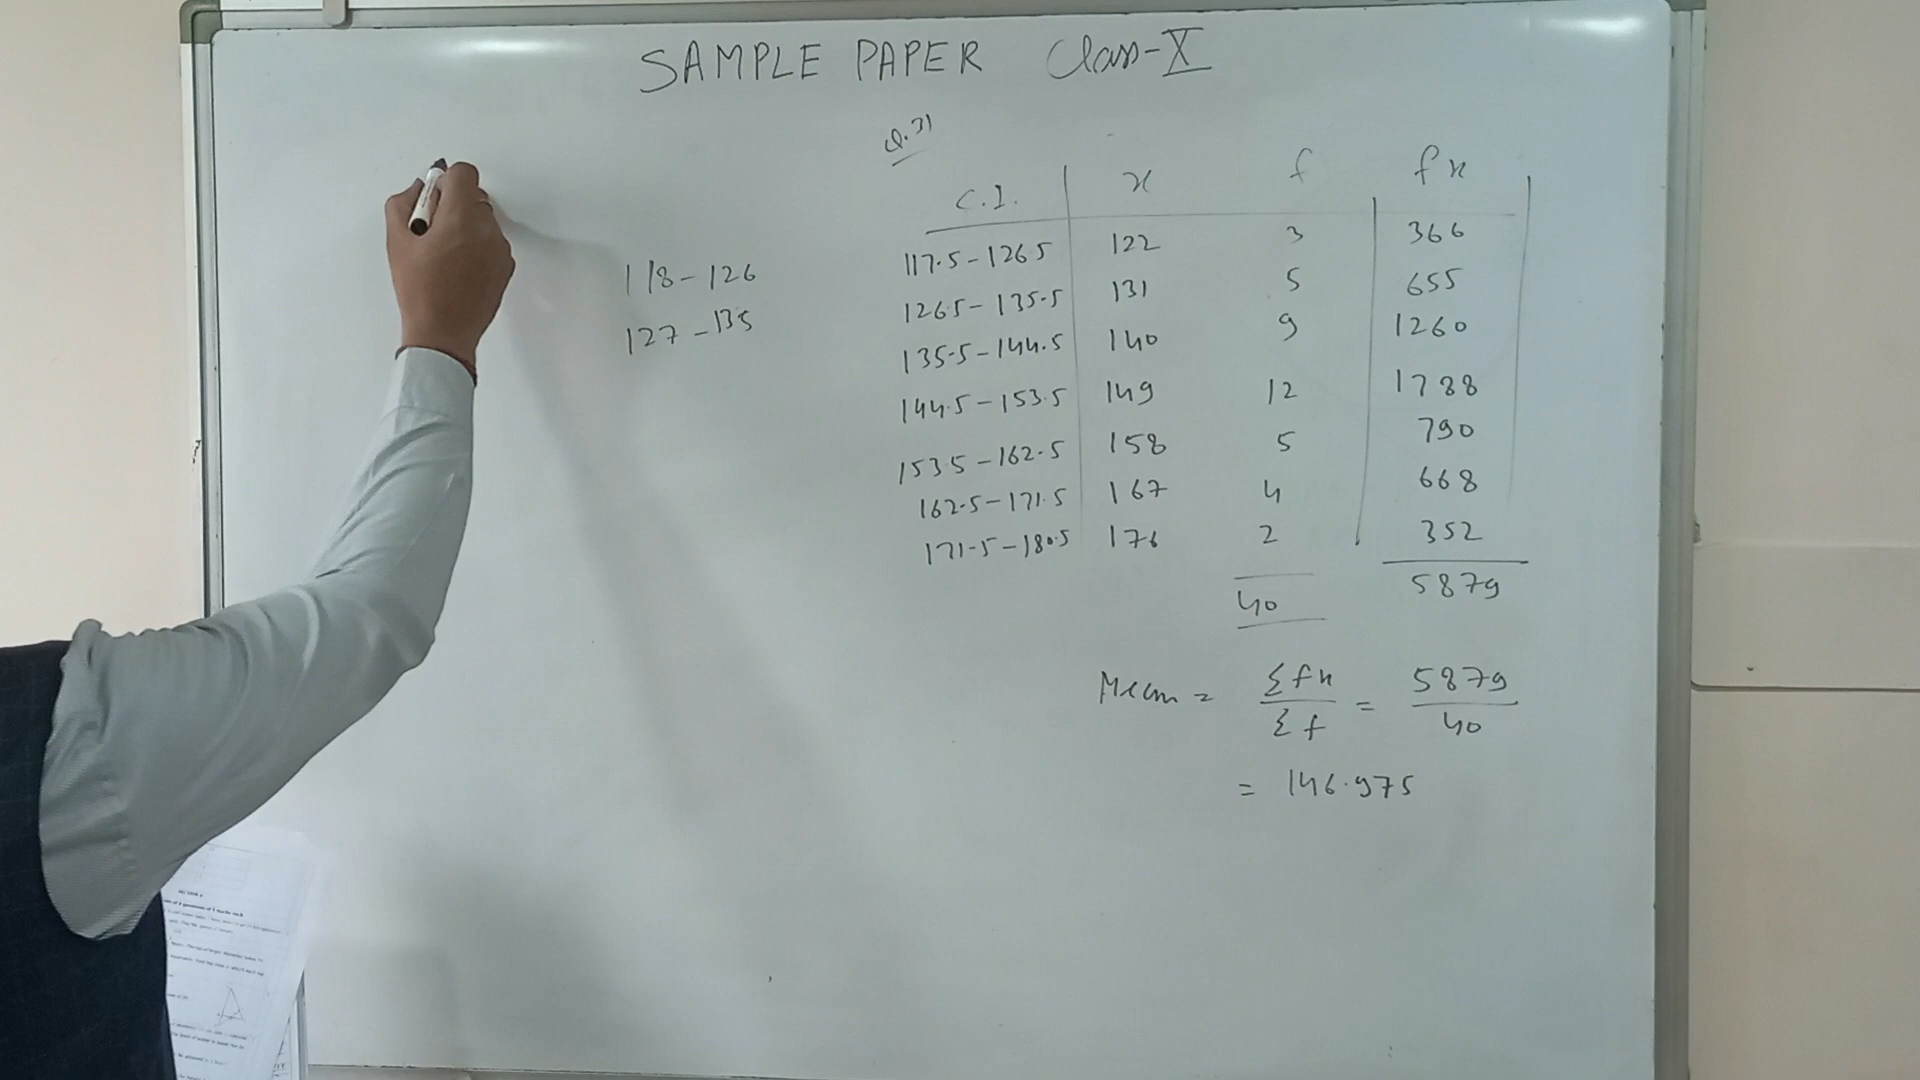 SAMPLE PAPER Class-X
Q.31
C.I. x f fx
117.5-126.5 122 3 366
126.5-135.5 131 5 655
135.5-144.5 140 9 1260
144.5-153.5 149 12 1788
153.5-162.5 158 5 790
162.5-171.5 167 4 668
171.5-180.5 176 2 352
40 5879
118-126
127-135
Mean = Σfx / Σf = 5879 / 40
= 146.975